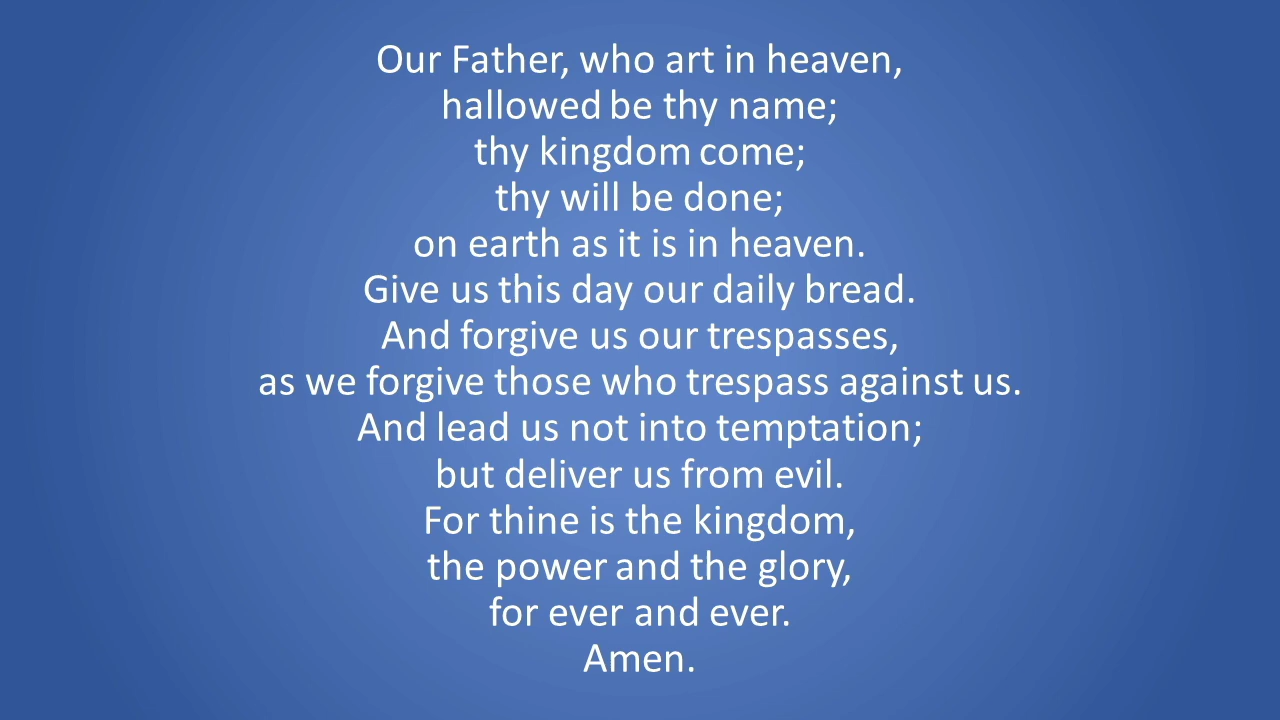 Our Father, who art in heaven,
hallowed be thy name;
thy kingdom come;
thy will be done;
on earth as it is in heaven.
Give us this day our daily bread.
And forgive us our trespasses,
as we forgive those who trespass against us.
And lead us not into temptation;
but deliver us from evil.
For thine is the kingdom,
the power and the glory,
for ever and ever.
Amen.